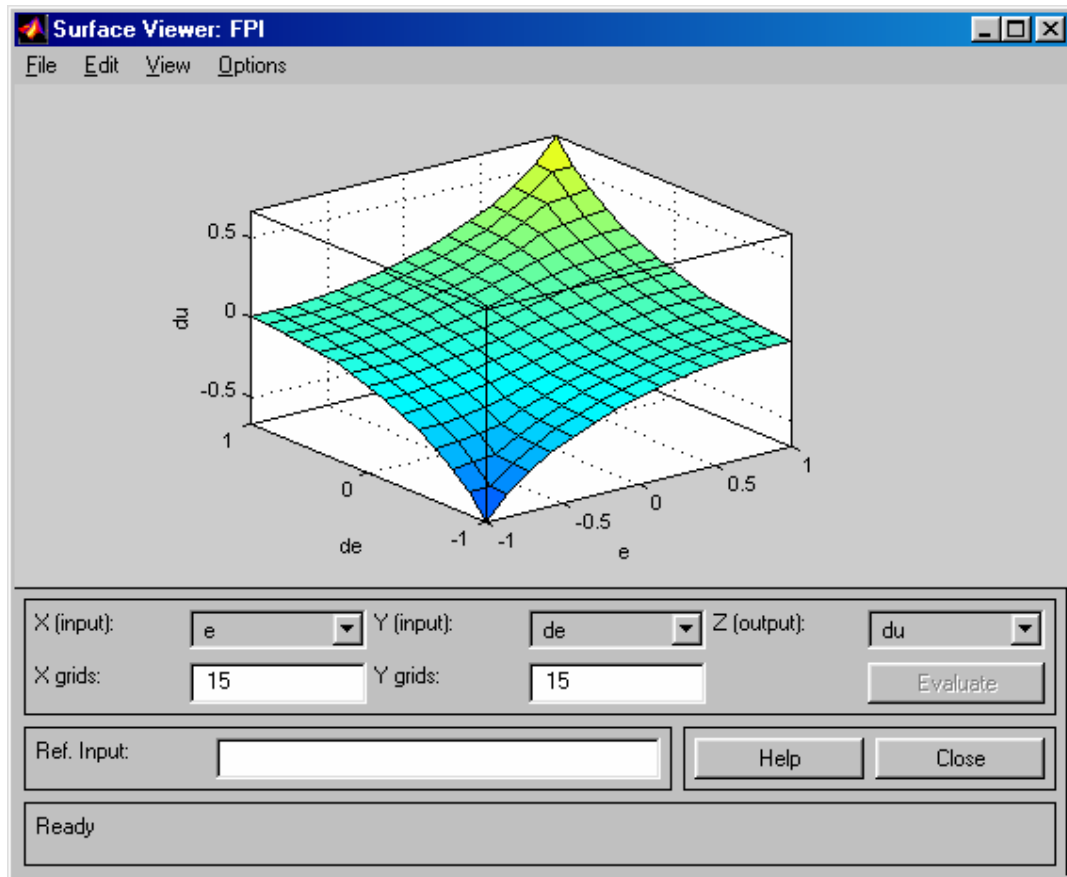 Surface Viewer: FPI
File Edit View Options
0.5
0
-0.5
du
1
0
-1
de
-1
-0.5
0
0.5
1
e
X (input): e Y (input): de Z (output): du
X grids: 15 Y grids: 15 Evaluate
Ref. Input: Help Close
Ready